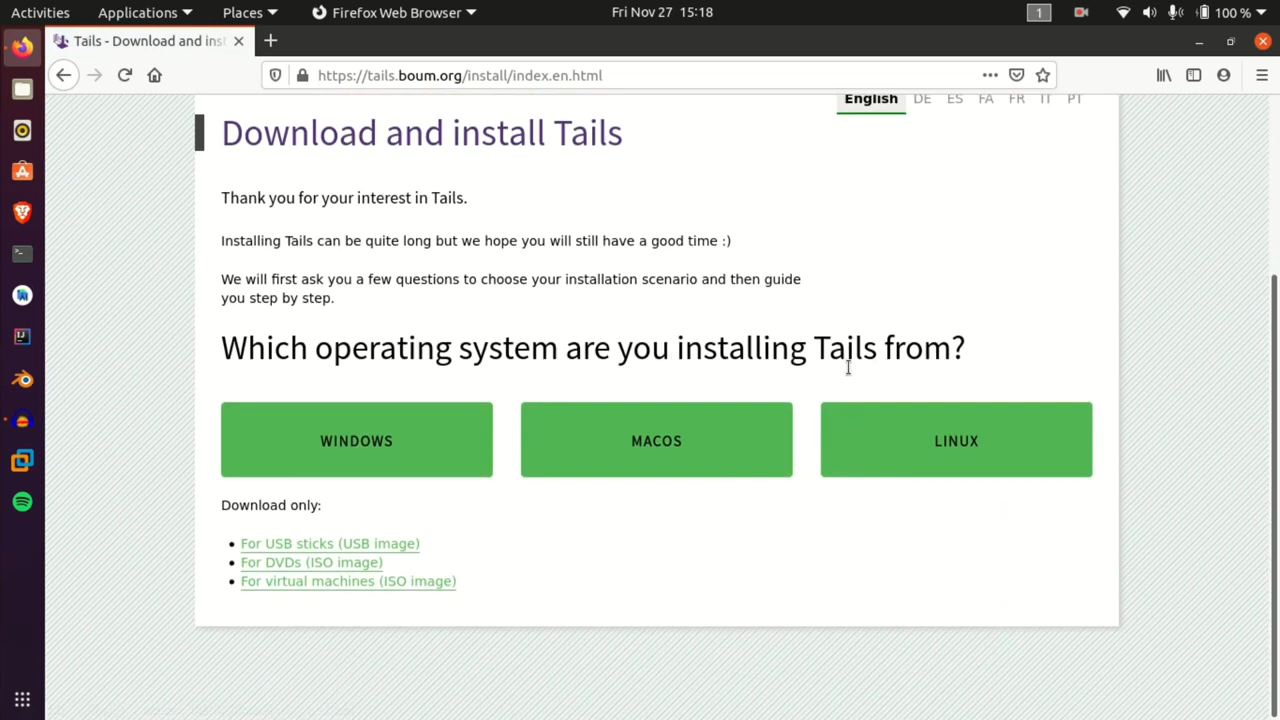 Activities Applications Places Firefox Web Browser Fri Nov 27 15:18 1 100 %
Tails - Download and inst
https://tails.boum.org/install/index.en.html
English DE ES FA FR IT PT
Download and install Tails
Thank you for your interest in Tails.
Installing Tails can be quite long but we hope you will still have a good time :)
We will first ask you a few questions to choose your installation scenario and then guide
you step by step.
Which operating system are you installing Tails from?
WINDOWS MACOS LINUX
Download only:
For USB sticks (USB image)
For DVDs (ISO image)
For virtual machines (ISO image)